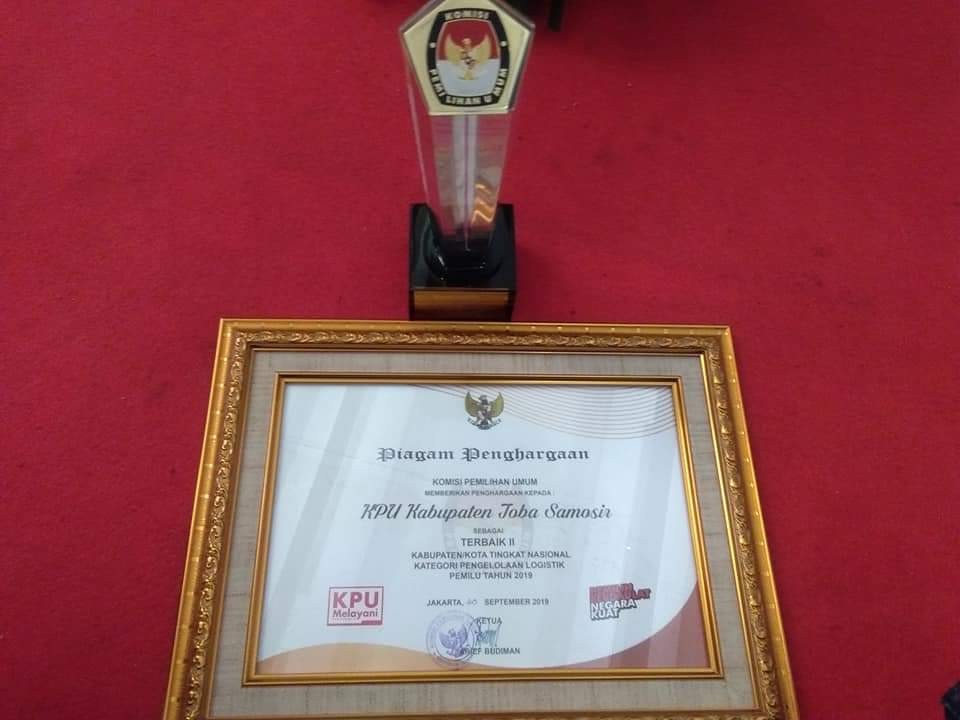 KOMISI
PEMILIHAN UMUM
Piagam Penghargaan
KOMISI PEMILIHAN UMUM
MEMBERIKAN PENGHARGAAN KEPADA :
KPU Kabupaten Toba Samosir
SEBAGAI
TERBAIK II
KABUPATEN/KOTA TINGKAT NASIONAL
KATEGORI PENGELOLAAN LOGISTIK
PEMILU TAHUN 2019
KPU
Melayani
JAKARTA, SEPTEMBER 2019
KETUA
ARIEF BUDIMAN
NEGARA
KUAT